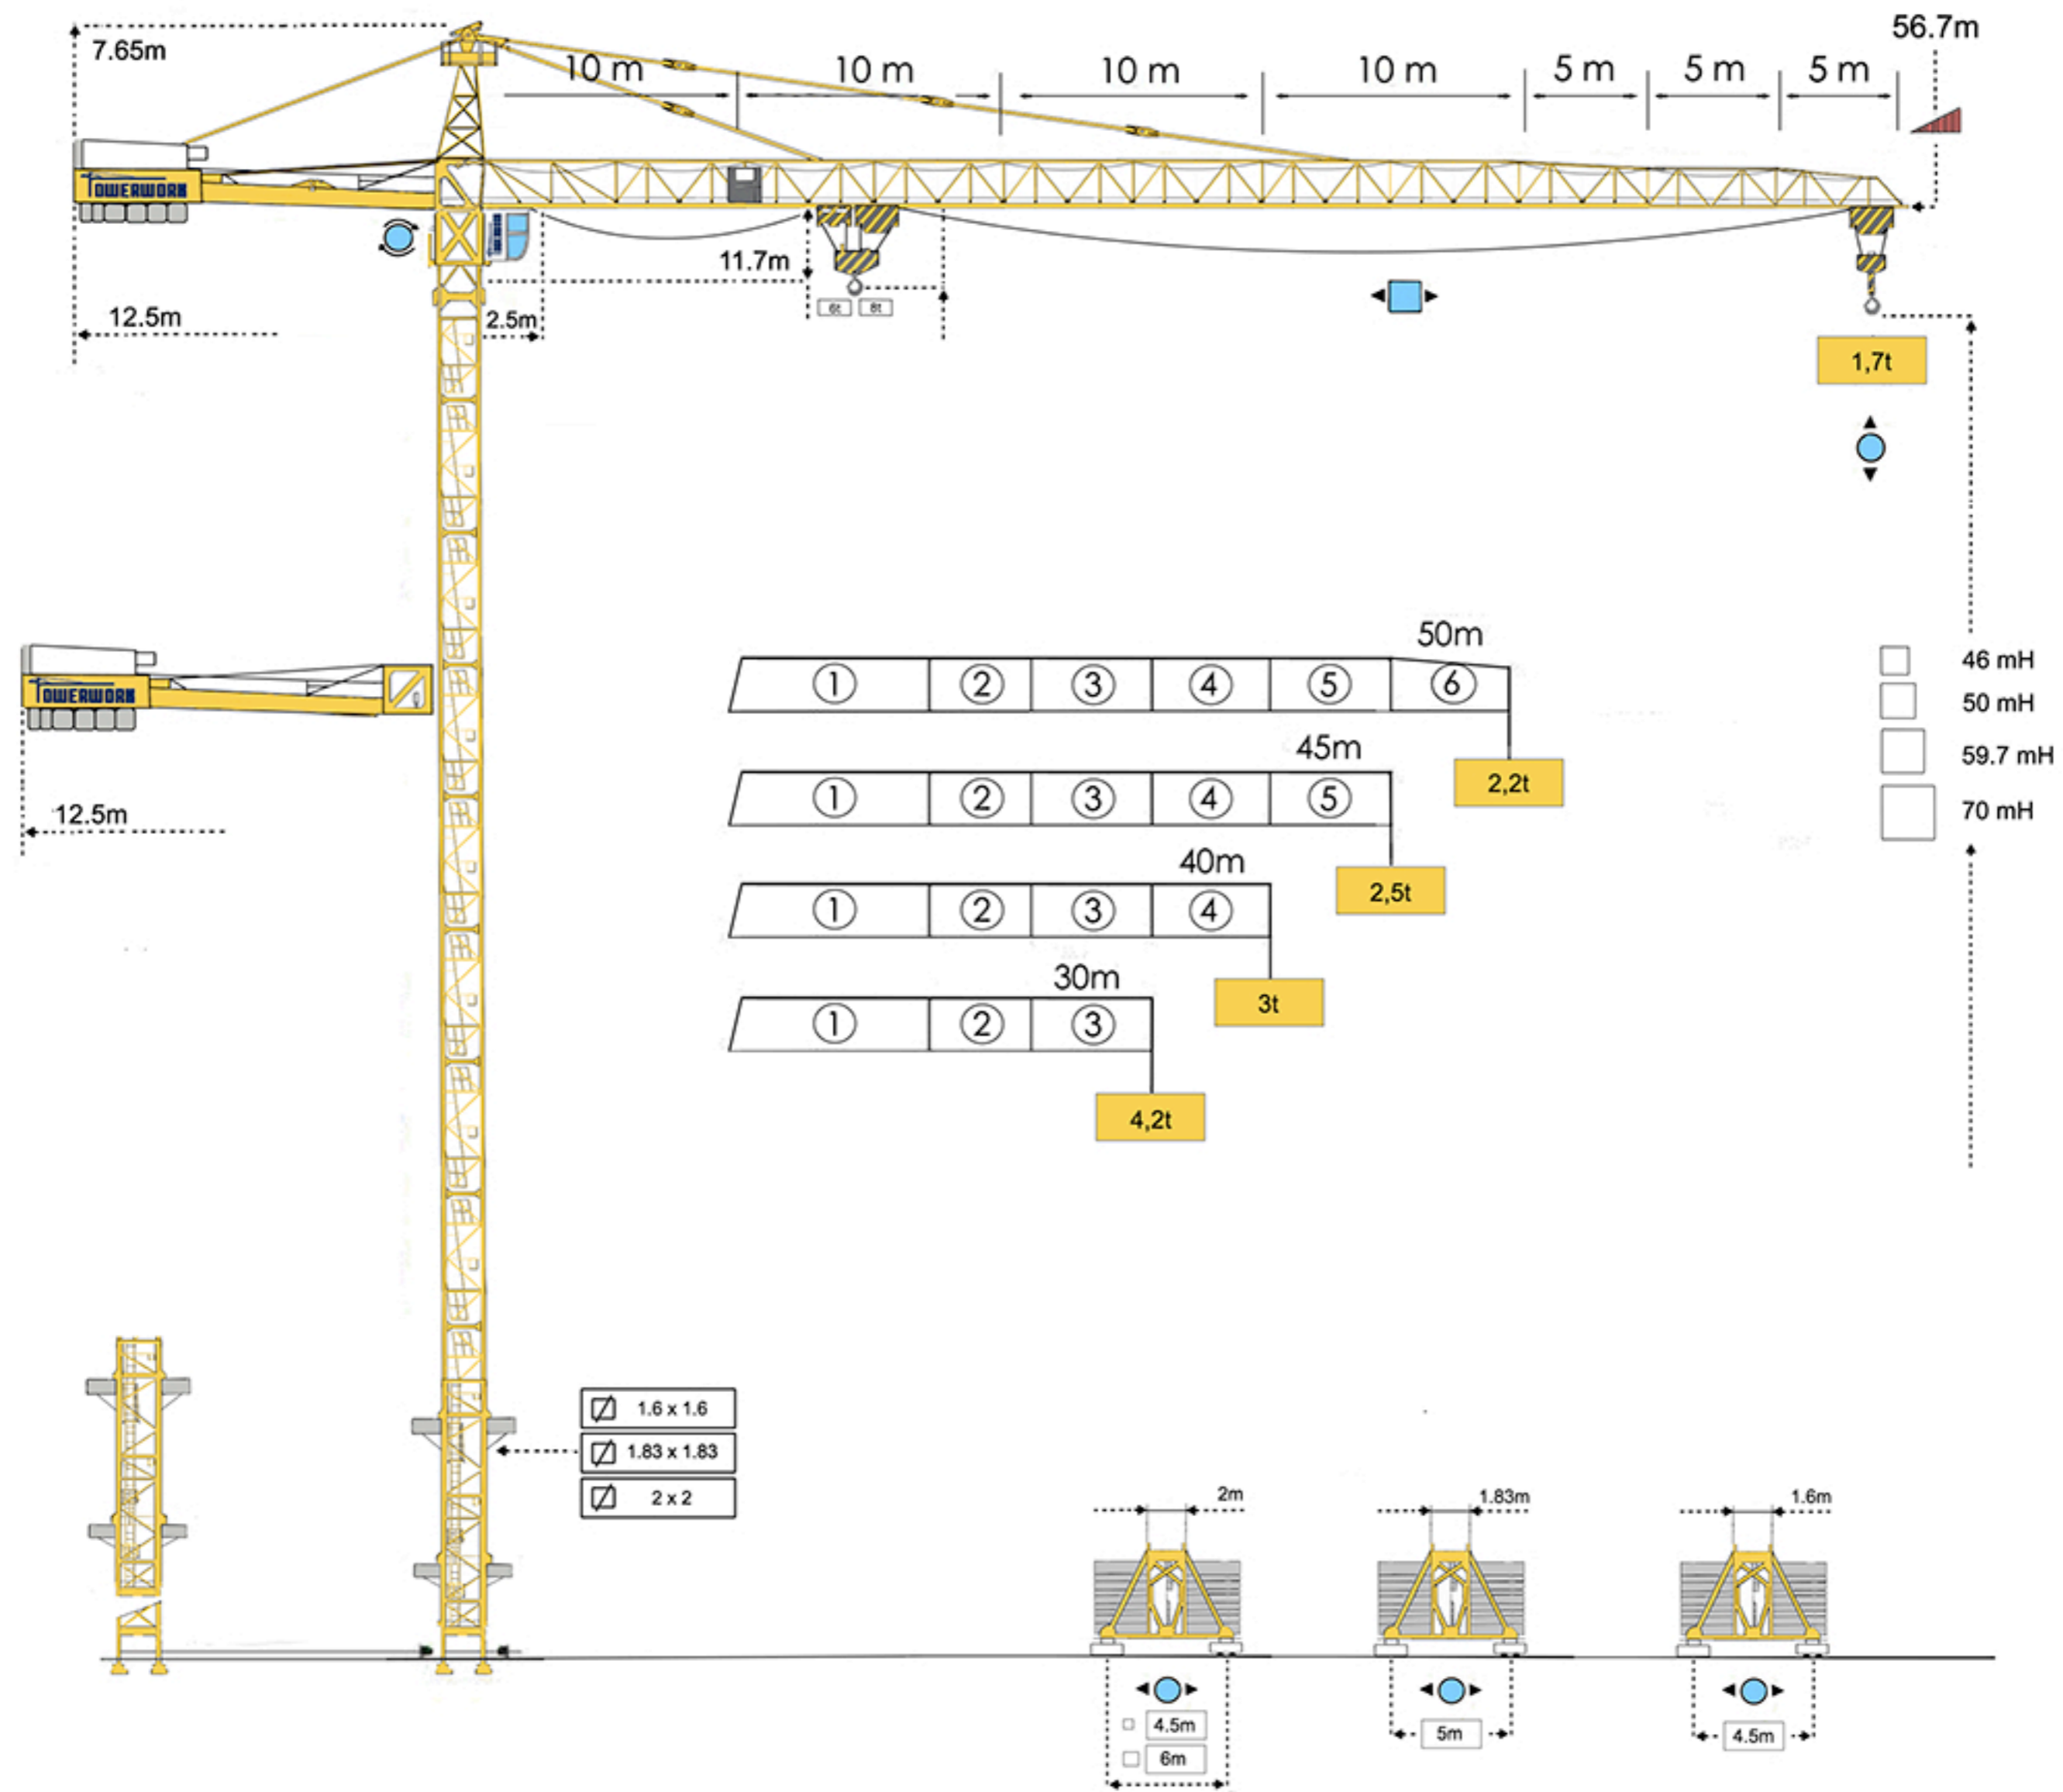 7.65m
56.7m
10 m
10 m
10 m
10 m
5 m
5 m
5 m
TOWERWORK
11.7m
12.5m
2.5m
6t
8t
1,7t
50m
① ② ③ ④ ⑤ ⑥
2,2t
45m
① ② ③ ④ ⑤
2,5t
40m
① ② ③ ④
3t
30m
① ② ③
4,2t
46 mH
50 mH
59.7 mH
70 mH
TOWERWORK
12.5m
1.6 x 1.6
1.83 x 1.83
2 x 2
2m
1.83m
1.6m
4.5m
6m
5m
4.5m